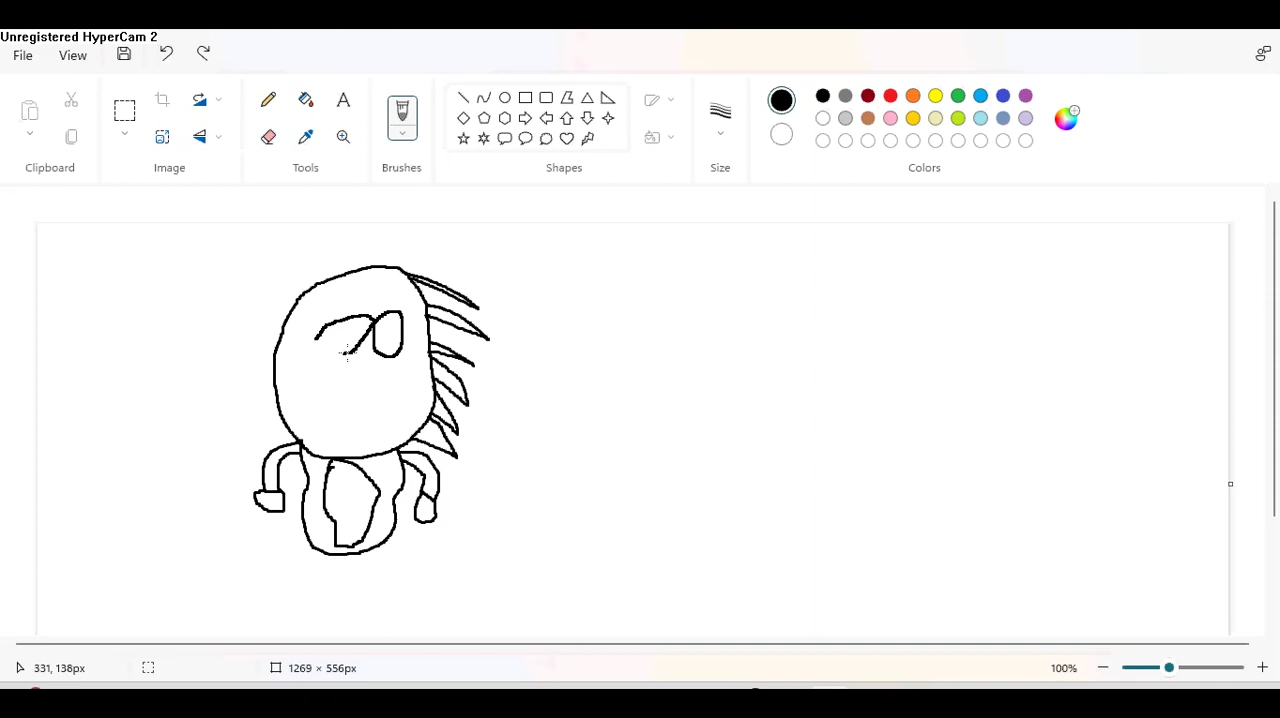 Unregistered HyperCam 2
File View
A
Clipboard Image Tools Brushes Shapes Size Colors
331, 138px 1269 × 556px 100%